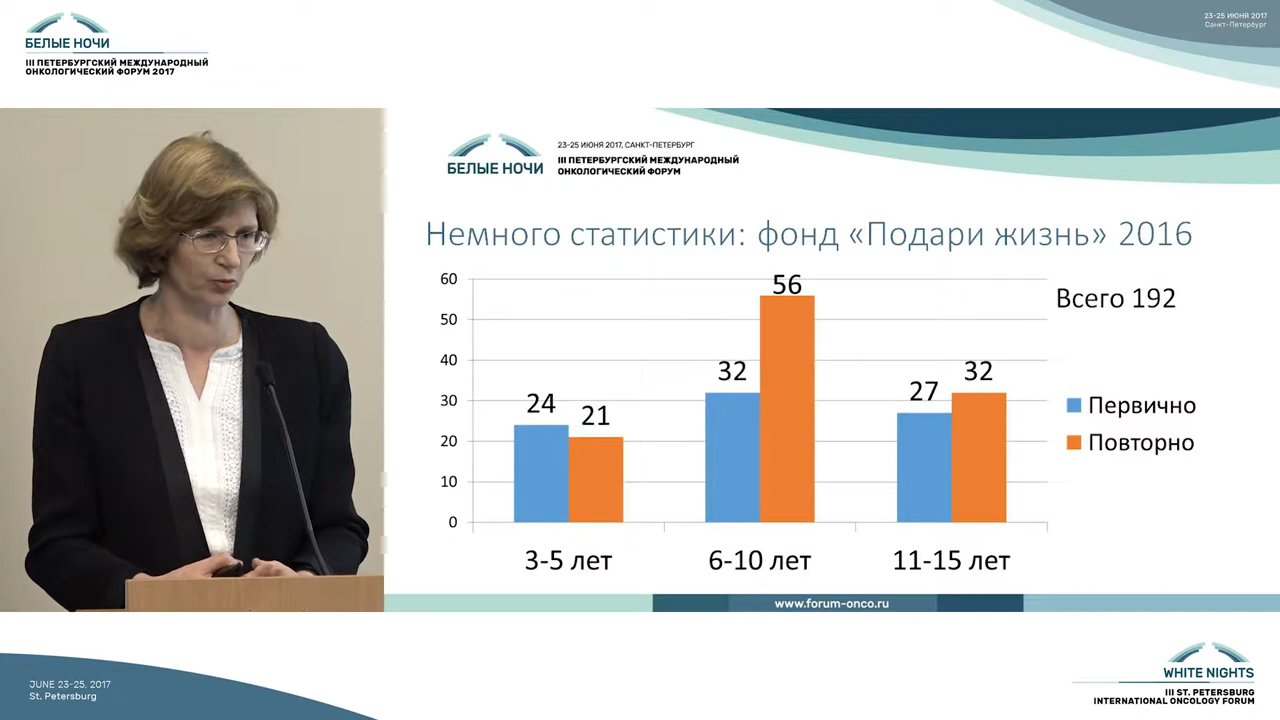 23-25 ИЮНЯ 2017
Санкт-Петербург
БЕЛЫЕ НОЧИ
III ПЕТЕРБУРГСКИЙ МЕЖДУНАРОДНЫЙ
ОНКОЛОГИЧЕСКИЙ ФОРУМ 2017
23-25 ИЮНЯ 2017, САНКТ-ПЕТЕРБУРГ
БЕЛЫЕ НОЧИ
III ПЕТЕРБУРГСКИЙ МЕЖДУНАРОДНЫЙ
ОНКОЛОГИЧЕСКИЙ ФОРУМ
Немного статистики: фонд «Подари жизнь» 2016
60
50
40
30
20
10
0
24
21
32
56
27
32
3-5 лет
6-10 лет
11-15 лет
Всего 192
Первично
Повторно
www.forum-onco.ru
JUNE 23-25, 2017
St. Petersburg
WHITE NIGHTS
III ST. PETERSBURG
INTERNATIONAL ONCOLOGY FORUM